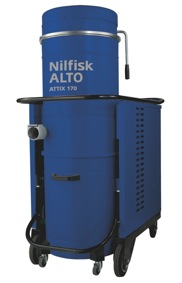 Nilfisk
ALTO
ATTIX 170